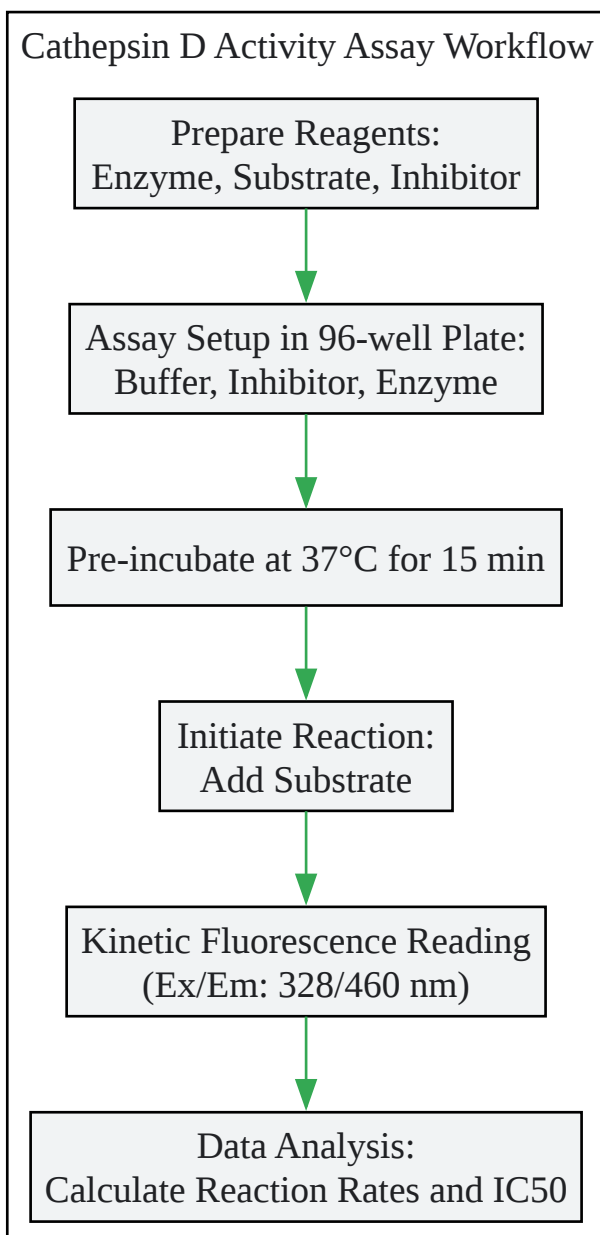 Cathepsin D Activity Assay Workflow
Prepare Reagents:
Enzyme, Substrate, Inhibitor
Assay Setup in 96-well Plate:
Buffer, Inhibitor, Enzyme
Pre-incubate at 37°C for 15 min
Initiate Reaction:
Add Substrate
Kinetic Fluorescence Reading
(Ex/Em: 328/460 nm)
Data Analysis:
Calculate Reaction Rates and IC50